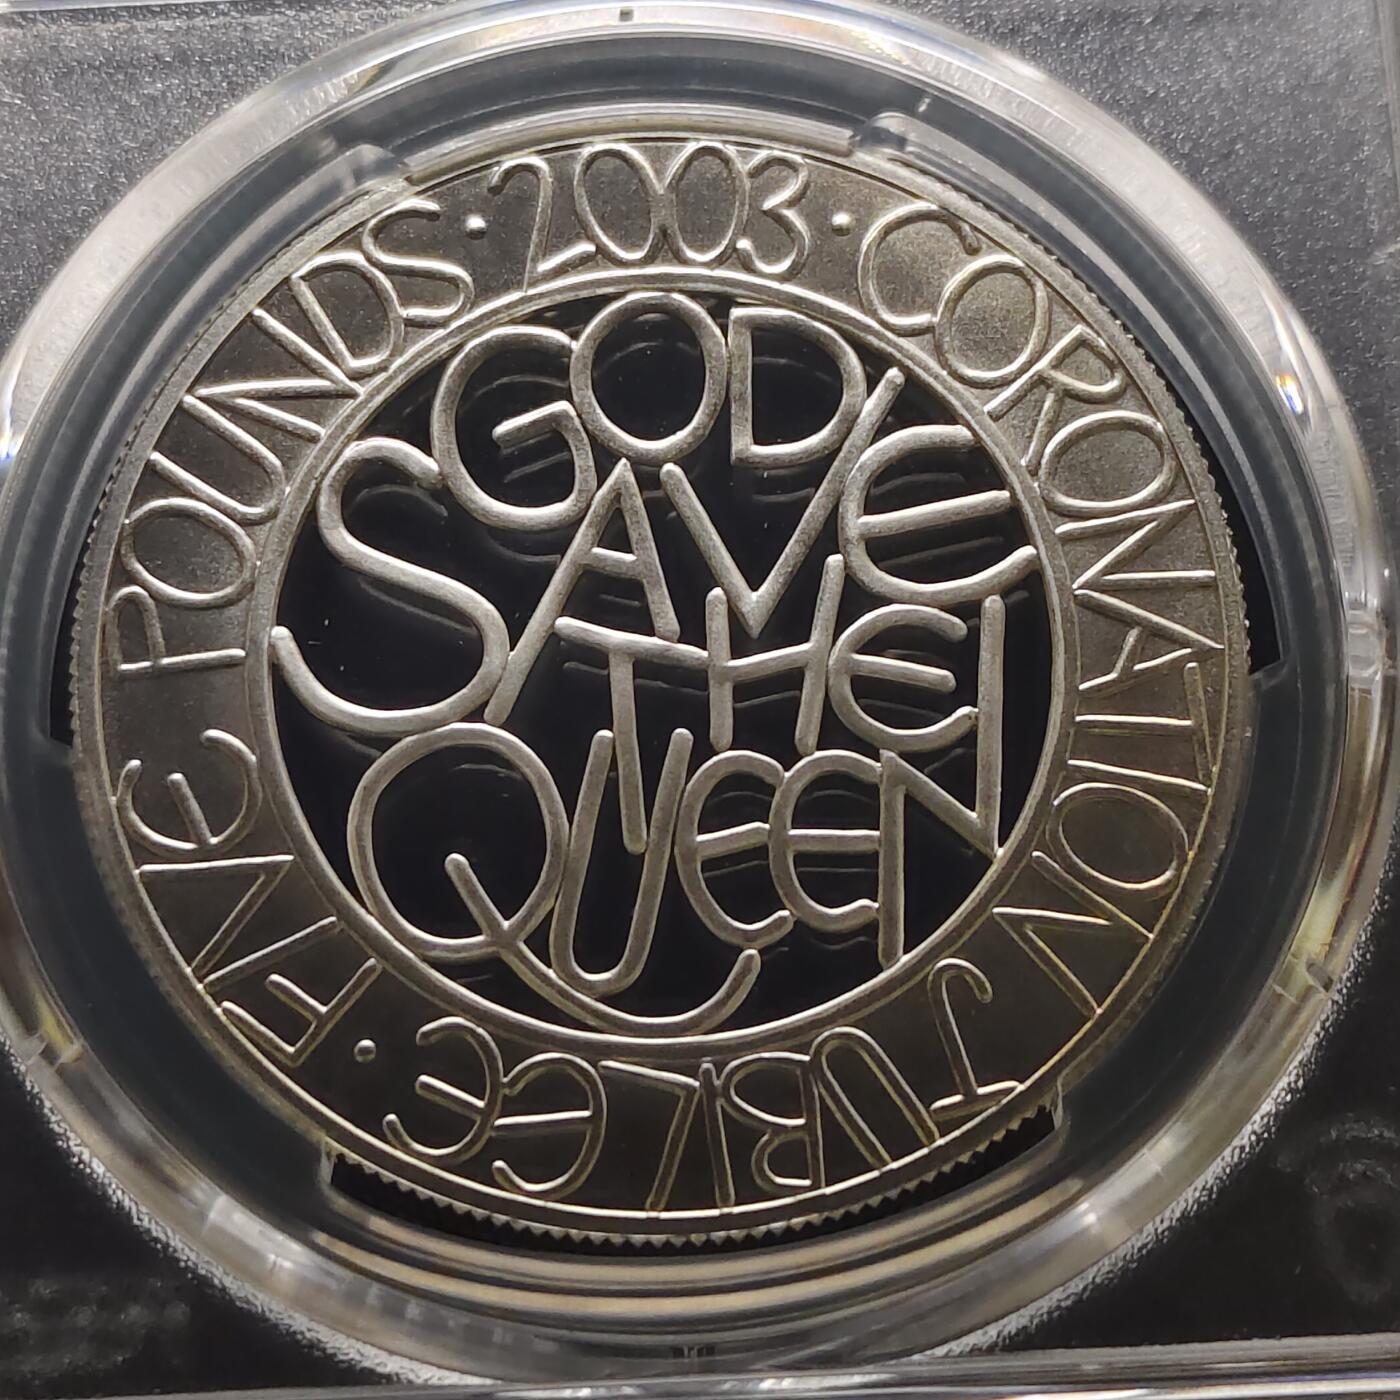 GOD
SAVE
THE
QUEEN
CORONATION JUBILEE · FIVE POUNDS · 2003 ·